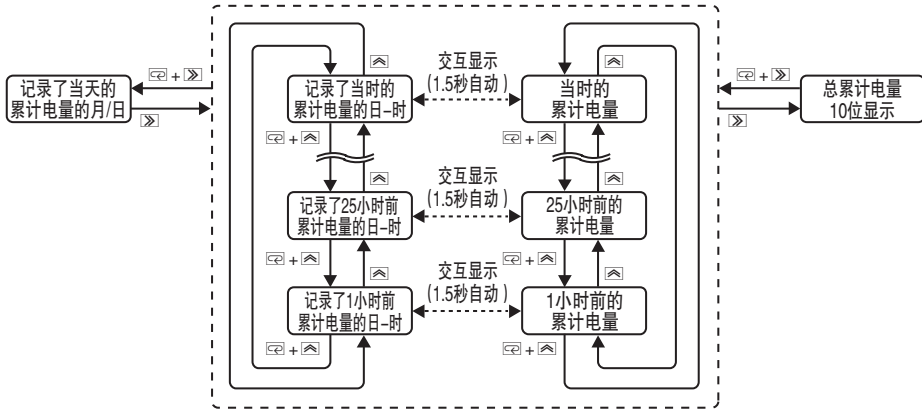 交互显示
(1.5秒自动)
记录了当天的
累计电量的月/日
+
记录了当时的
累计电量的日-时
当时的
累计电量
+
总累计电量
10位显示
+
+
交互显示
(1.5秒自动)
记录了25小时前
累计电量的日-时
25小时前的
累计电量
+
+
交互显示
(1.5秒自动)
记录了1小时前
累计电量的日-时
1小时前的
累计电量
+
+